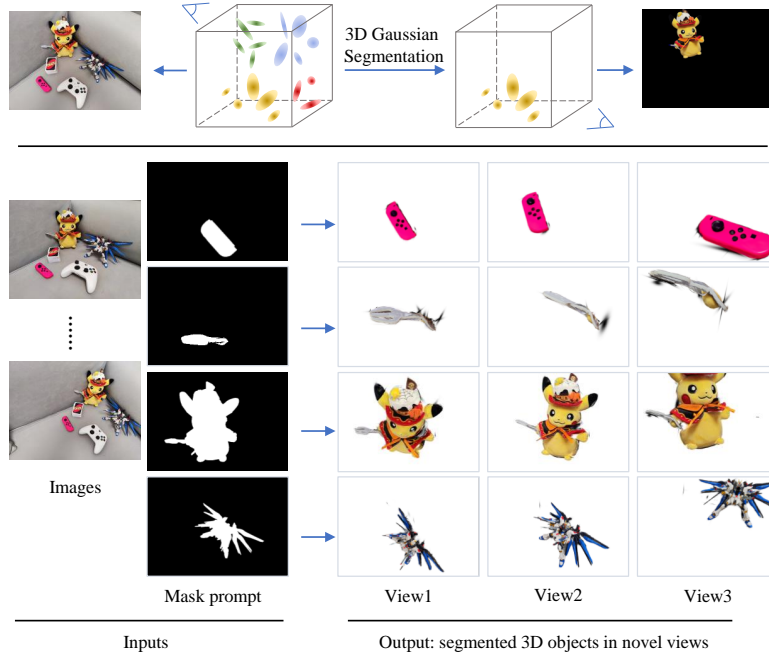 3D Gaussian
Segmentation
Images
Mask prompt
View1
View2
View3
Inputs
Output: segmented 3D objects in novel views